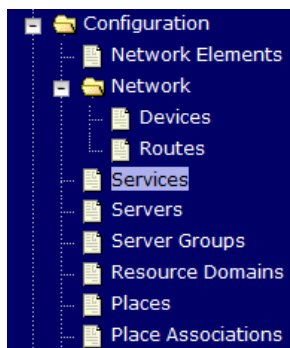 Configuration
Network Elements
Network
Devices
Routes
Services
Servers
Server Groups
Resource Domains
Places
Place Associations